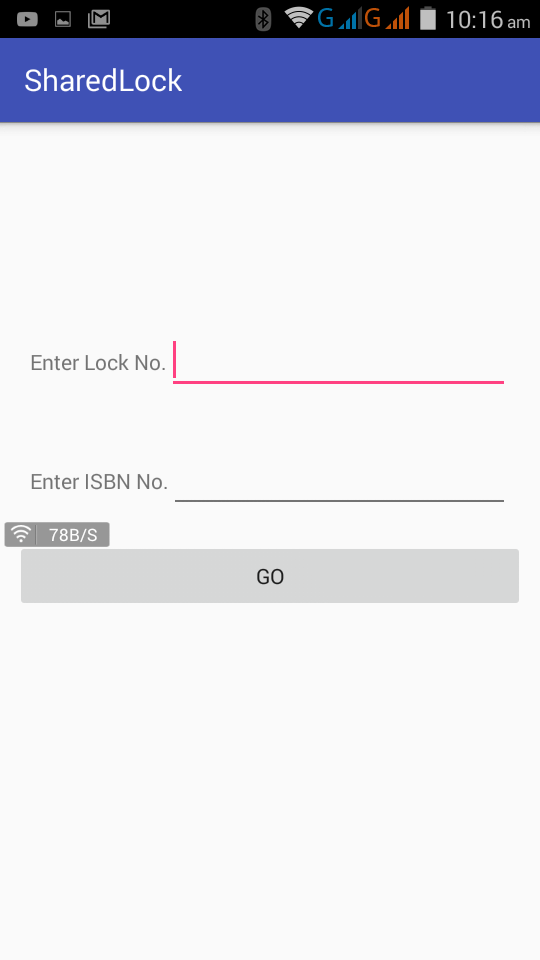 G G 10:16 am
SharedLock
Enter Lock No.
Enter ISBN No.
78B/S
GO